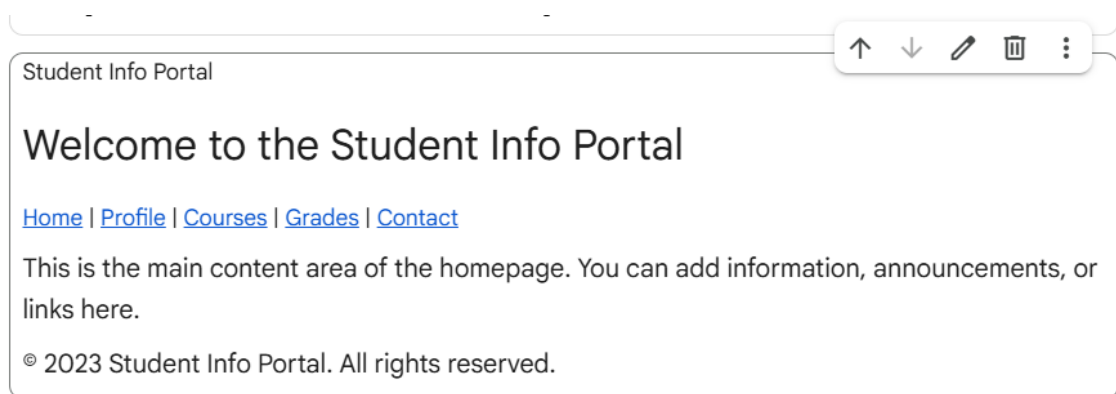 Student Info Portal
Welcome to the Student Info Portal
Home | Profile | Courses | Grades | Contact
This is the main content area of the homepage. You can add information, announcements, or
links here.
© 2023 Student Info Portal. All rights reserved.